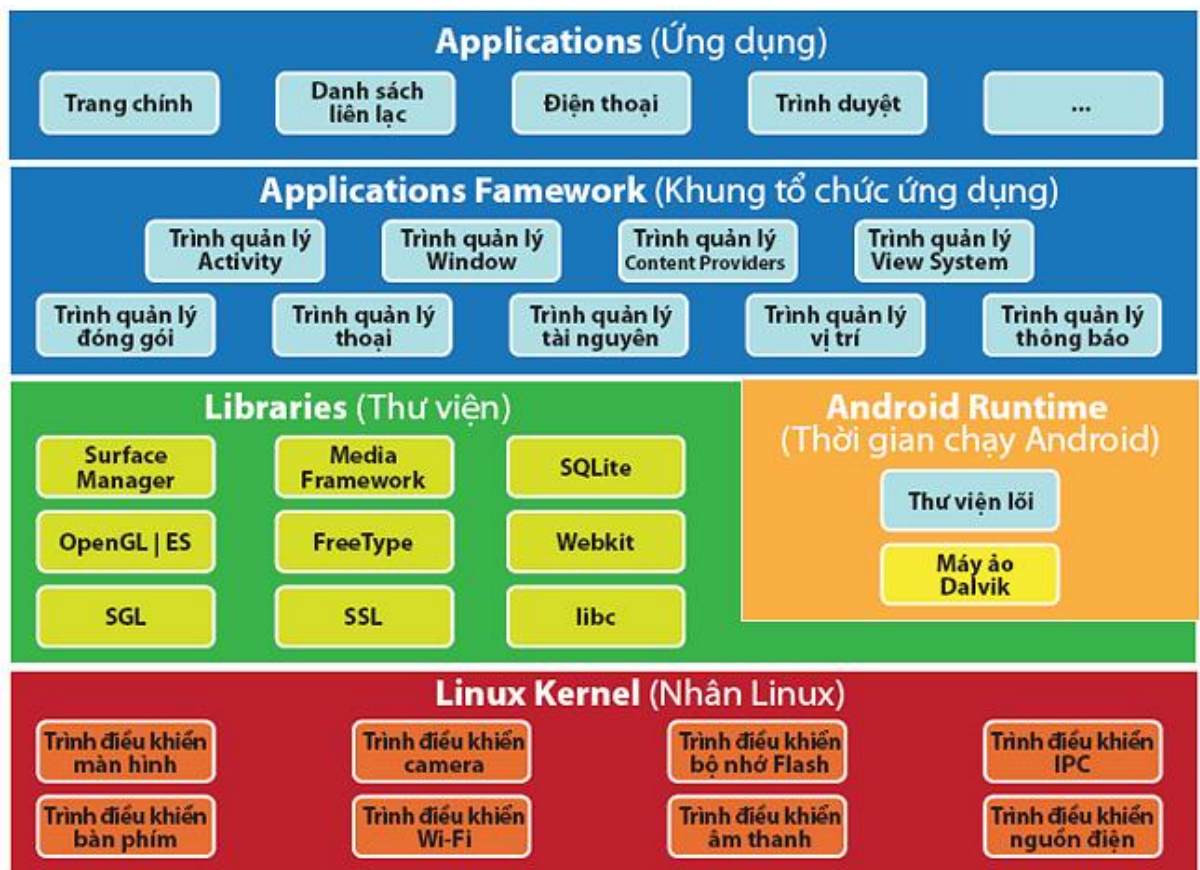 Applications (Ứng dụng)
Trang chính
Danh sách
liên lạc
Điện thoại
Trình duyệt
...
Applications Famework (Khung tổ chức ứng dụng)
Trình quản lý
Activity
Trình quản lý
Window
Trình quản lý
Content Providers
Trình quản lý
View System
Trình quản lý
đóng gói
Trình quản lý
thoại
Trình quản lý
tài nguyên
Trình quản lý
vị trí
Trình quản lý
thông báo
Libraries (Thư viện)
Surface
Manager
Media
Framework
SQLite
OpenGL | ES
FreeType
Webkit
SGL
SSL
libc
Android Runtime
(Thời gian chạy Android)
Thư viện lõi
Máy ảo
Dalvik
Linux Kernel (Nhân Linux)
Trình điều khiển
màn hình
Trình điều khiển
camera
Trình điều khiển
bộ nhớ Flash
Trình điều khiển
IPC
Trình điều khiển
bàn phím
Trình điều khiển
Wi-Fi
Trình điều khiển
âm thanh
Trình điều khiển
nguồn điện